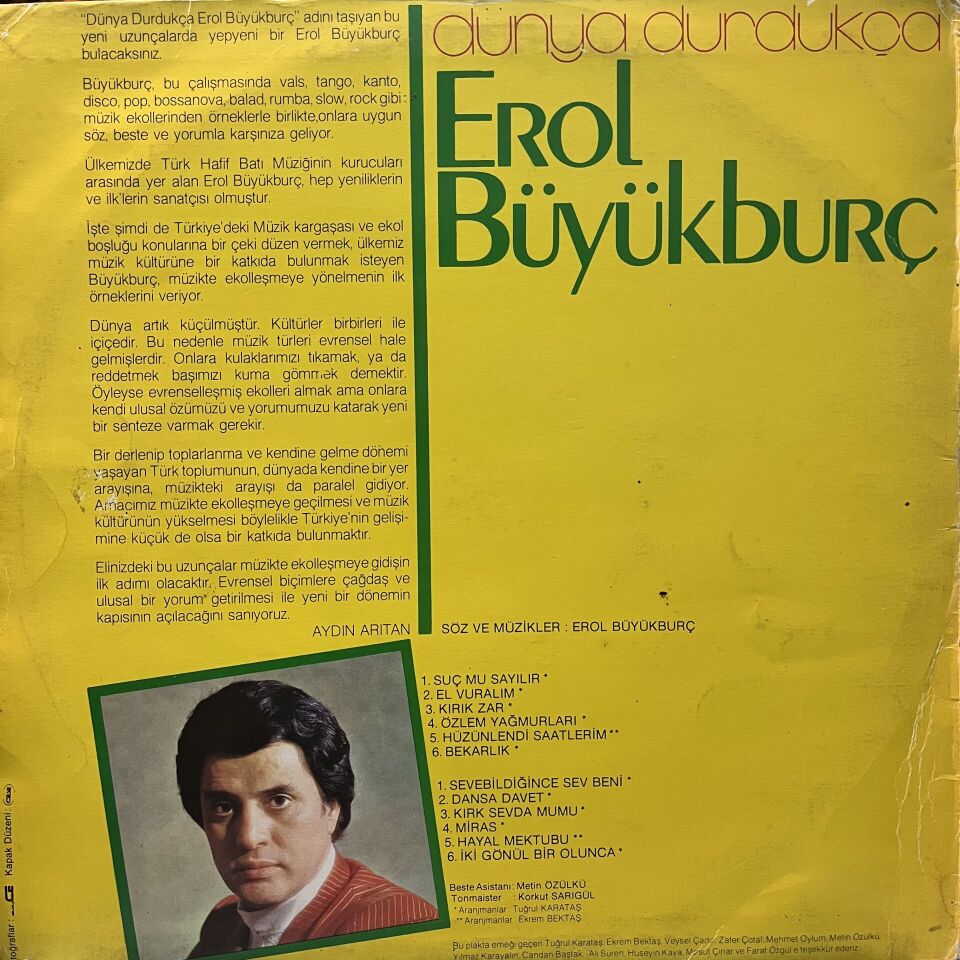 "Dünya Durdukça Erol Büyükburç" adını taşıyan bu
yeni uzunçalarda yepyeni bir Erol Büyükburç
bulacaksınız.
Büyükburç, bu çalışmasında vals, tango, kanto,
disco, pop, bossanova, balad, rumba, slow, rock gibi
müzik ekollerinden örneklerle birlikte,onlara uygun
söz, beste ve yorumla karşınıza geliyor.
Ülkemizde Türk Hafif Batı Müziğinin kurucuları
arasında yer alan Erol Büyükburç, hep yeniliklerin
ve ilk'lerin sanatçısı olmuştur.
İşte şimdi de Türkiye'deki Müzik kargaşası ve ekol
boşluğu konularına bir çeki düzen vermek, ülkemiz
müzik kültürüne bir katkıda bulunmak isteyen
Büyükburç, müzikte ekolleşmeye yönelmenin ilk
örneklerini veriyor.
Dünya artık küçülmüştür. Kültürler birbirleri ile
içiçedir. Bu nedenle müzik türleri evrensel hale
gelmişlerdir. Onlara kulaklarımızı tıkamak, ya da
reddetmek başımızı kuma gömmek demektir.
Öyleyse evrenselleşmiş ekolleri almak ama onlara
kendi ulusal özümüzü ve yorumumuzu katarak yeni
bir senteze varmak gerekir.
Bir derlenip toplarlanma ve kendine gelme dönemi
yaşayan Türk toplumunun, dünyada kendine bir yer
arayışına, müzikteki arayışı da paralel gidiyor.
Amacımız müzikte ekolleşmeye geçilmesi ve müzik
kültürünün yükselmesi böylelikle Türkiye'nin gelişi-
mine küçük de olsa bir katkıda bulunmaktır.
Elinizdeki bu uzunçalar müzikte ekolleşmeye gidişin
ilk adımı olacaktır. Evrensel biçimlere çağdaş ve
ulusal bir yorum getirilmesi ile yeni bir dönemin
kapısının açılacağını sanıyoruz.
AYDIN ARITAN
dünya durdukça
EROL
BÜYÜKBURÇ
SÖZ VE MÜZİKLER : EROL BÜYÜKBURÇ
1. SUÇ MU SAYILIR *
2. EL VURALIM *
3. KIRIK ZAR *
4. ÖZLEM YAĞMURLARI *
5. HÜZÜNLENDİ SAATLERİM **
6. BEKARLIK *
1. SEVEBİLDİĞİNCE SEV BENİ *
2. DANSA DAVET *
3. KIRK SEVDA MUMU *
4. MİRAS *
5. HAYAL MEKTUBU **
6. İKİ GÖNÜL BİR OLUNCA *
Beste Asistanı : Metin ÖZÜLKÜ
Tonmaister : Korkut SARIGÜL
* Aranjmanlar : Tuğrul KARATAŞ
** Aranjmanlar : Ekrem BEKTAŞ
Bu plakta emeği geçen Tuğrul Karataş, Ekrem Bektaş, Veysel Çadır, Zafer Çotal, Mehmet Oylum, Metin Özülkü,
Yılmaz Karayalın, Candan Baştak, Ali Süren, Hüseyin Kaya, Mesut Çınar ve Farat Özgül'e teşekkür ederiz.
toğraflar : G Kapak Düzeni :